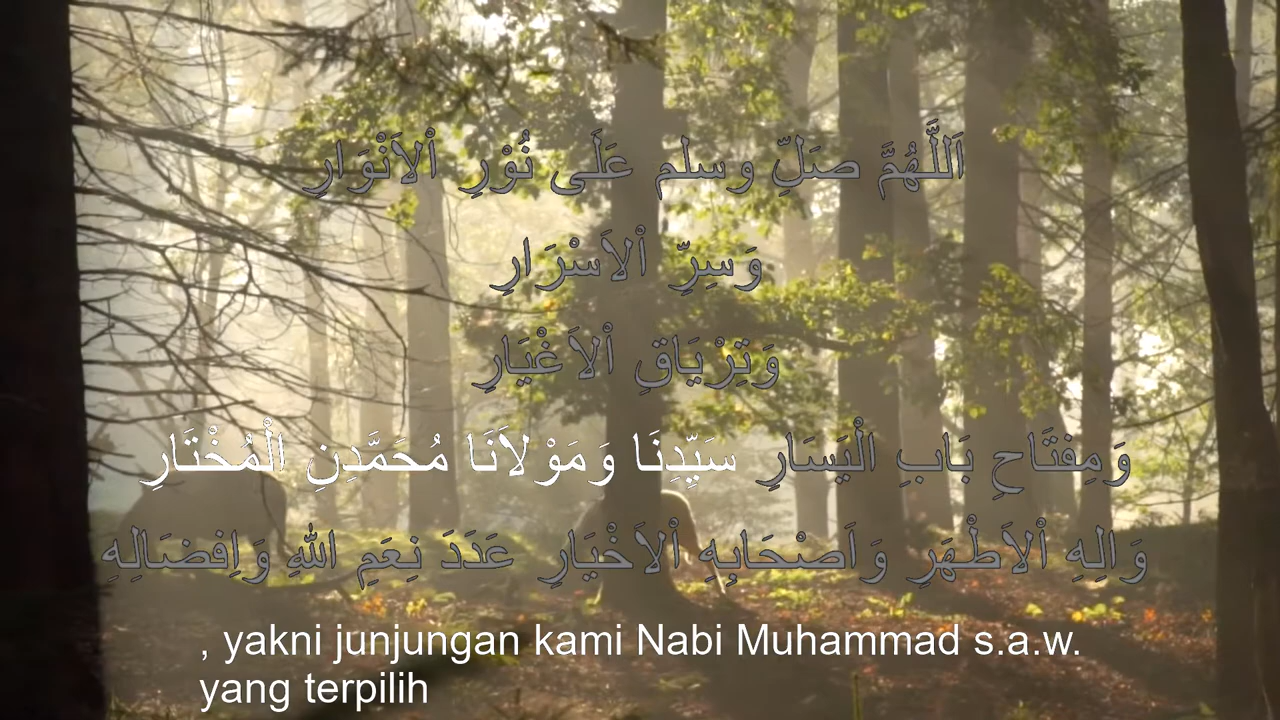 اَللَّهُمَّ صَلِّ وسلم عَلَى نُوْرِ اْلاَنْوَارِ
وَسِرِّ اْلاَسْرَارِ
وَتِرْيَاقِ اْلاَغْيَارِ
وَمِفتَاحِ بَابِ الْيَسَارِ سَيِّدِنَا وَمَوْلاَنَا مُحَمَّدِنِ الْمُخْتَارِ
وَالِهِ اْلاَطْهَرِ وَاَصْحَابِهِ اْلاَخْيَارِ عَدَدَ نِعَمِ اللهِ وَاِفضَالِهِ
, yakni junjungan kami Nabi Muhammad s.a.w.
yang terpilih